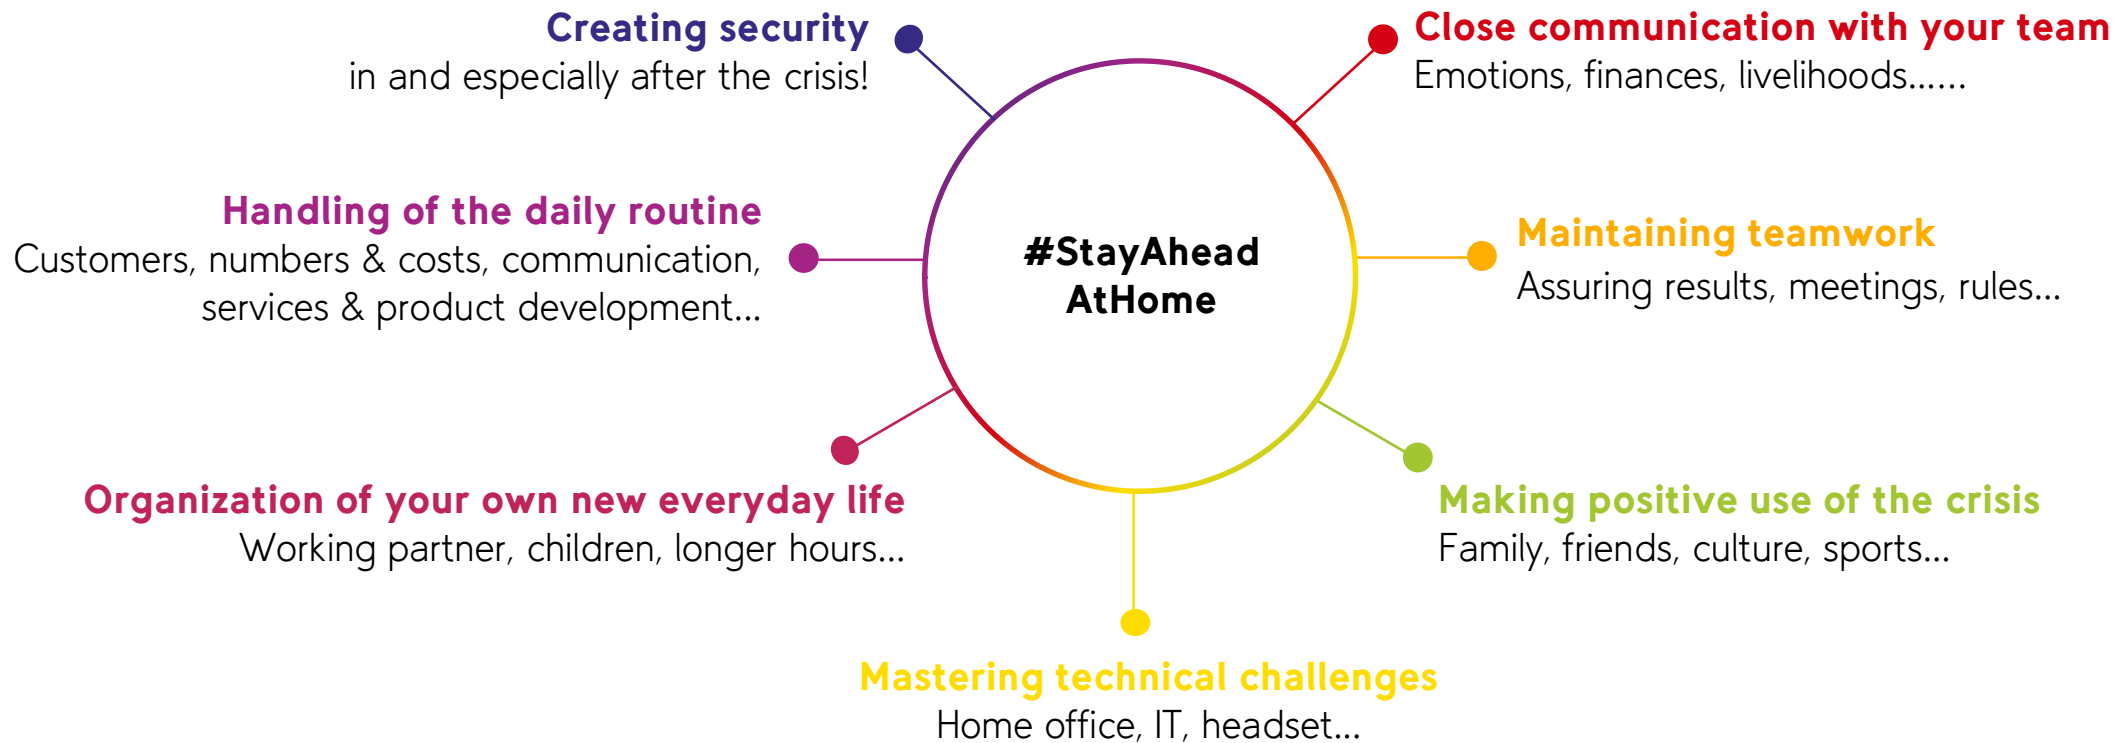 Creating security
in and especially after the crisis!
Close communication with your team
Emotions, finances, livelihoods......
Handling of the daily routine
Customers, numbers & costs, communication,
services & product development...
#StayAhead
AtHome
Maintaining teamwork
Assuring results, meetings, rules...
Organization of your own new everyday life
Working partner, children, longer hours...
Making positive use of the crisis
Family, friends, culture, sports...
Mastering technical challenges
Home office, IT, headset...